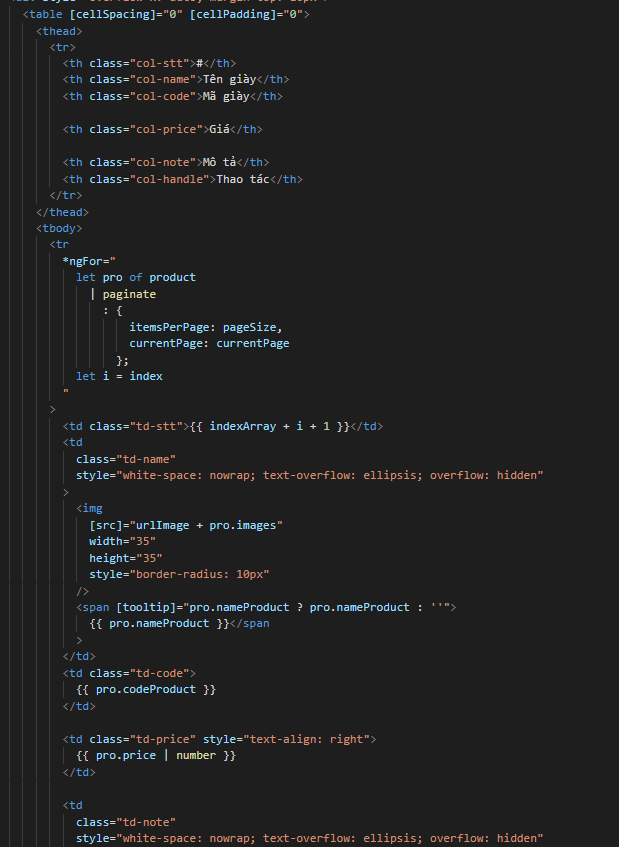 <table [cellSpacing]="0" [cellPadding]="0">
<thead>
<tr>
<th class="col-stt">#</th>
<th class="col-name">Tên giày</th>
<th class="col-code">Mã giày</th>
<th class="col-price">Giá</th>
<th class="col-note">Mô tả</th>
<th class="col-handle">Thao tác</th>
</tr>
</thead>
<tbody>
<tr
*ngFor="
let pro of product
| paginate
: {
itemsPerPage: pageSize,
currentPage: currentPage
};
let i = index
"
>
<td class="td-stt">{{ indexArray + i + 1 }}</td>
<td
class="td-name"
style="white-space: nowrap; text-overflow: ellipsis; overflow: hidden"
>
<img
[src]="urlImage + pro.images"
width="35"
height="35"
style="border-radius: 10px"
/>
<span [tooltip]="pro.nameProduct ? pro.nameProduct : ''">
{{ pro.nameProduct }}</span
>
</td>
<td class="td-code">
{{ pro.codeProduct }}
</td>
<td class="td-price" style="text-align: right">
{{ pro.price | number }}
</td>
<td
class="td-note"
style="white-space: nowrap; text-overflow: ellipsis; overflow: hidden"